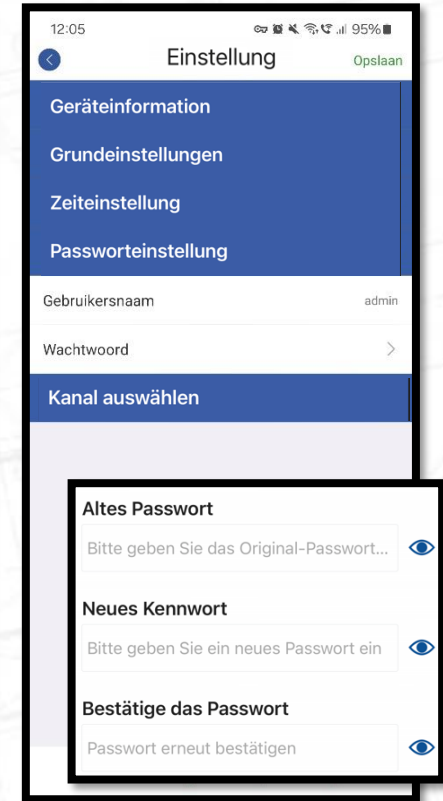 12:05 95%
Einstellung Opslaan
Geräteinformation
Grundeinstellungen
Zeiteinstellung
Passworteinstellung
Gebruikersnaam admin
Wachtwoord
Kanal auswählen
Altes Passwort
Bitte geben Sie das Original-Passwort...
Neues Kennwort
Bitte geben Sie ein neues Passwort ein
Bestätige das Passwort
Passwort erneut bestätigen